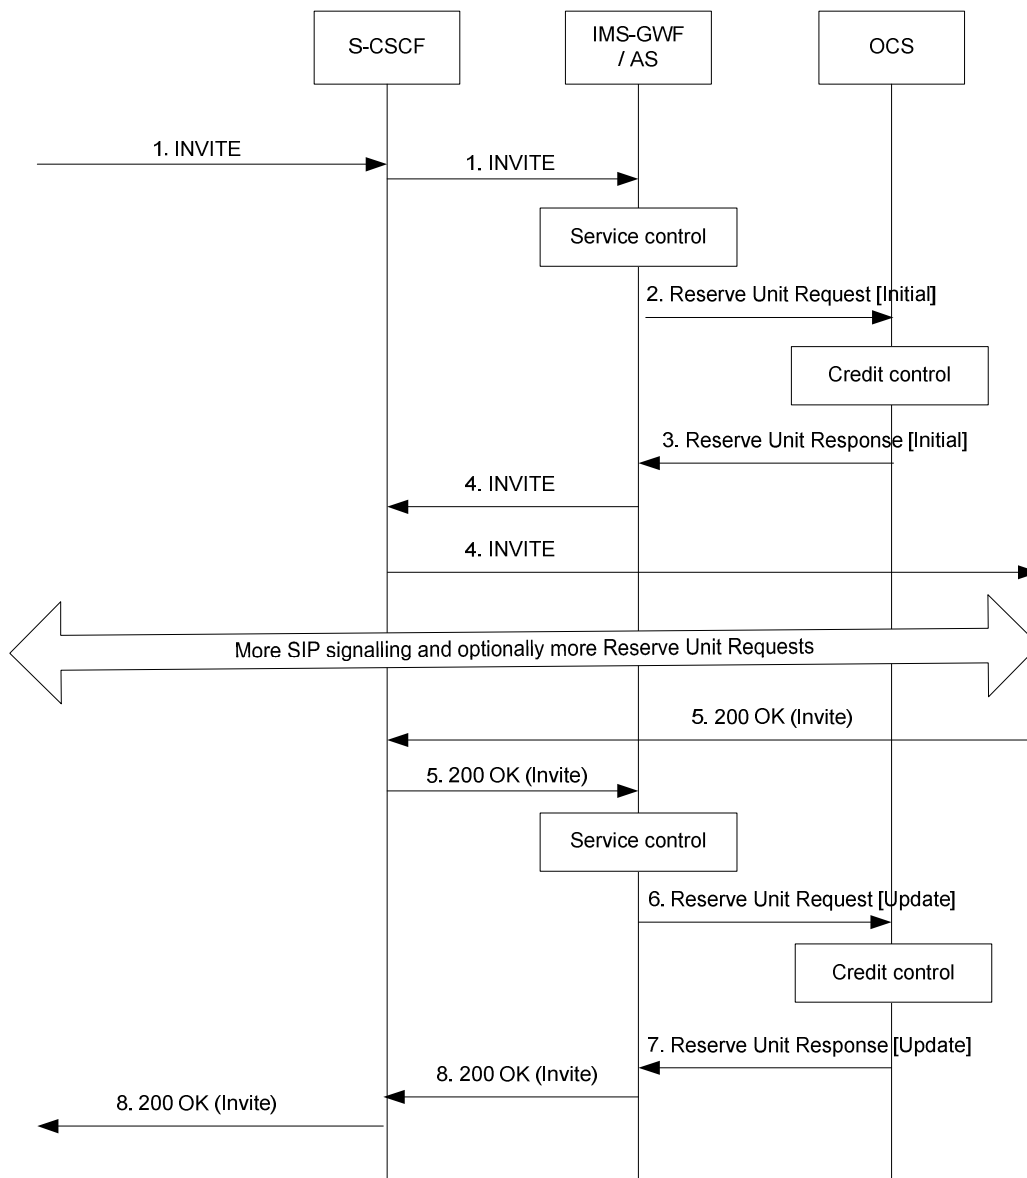 S-CSCF
IMS-GWF
/ AS
OCS
1. INVITE
1. INVITE
Service control
2. Reserve Unit Request [Initial]
Credit control
3. Reserve Unit Response [Initial]
4. INVITE
4. INVITE
More SIP signalling and optionally more Reserve Unit Requests
5. 200 OK (Invite)
5. 200 OK (Invite)
Service control
6. Reserve Unit Request [Update]
Credit control
7. Reserve Unit Response [Update]
8. 200 OK (Invite)
8. 200 OK (Invite)